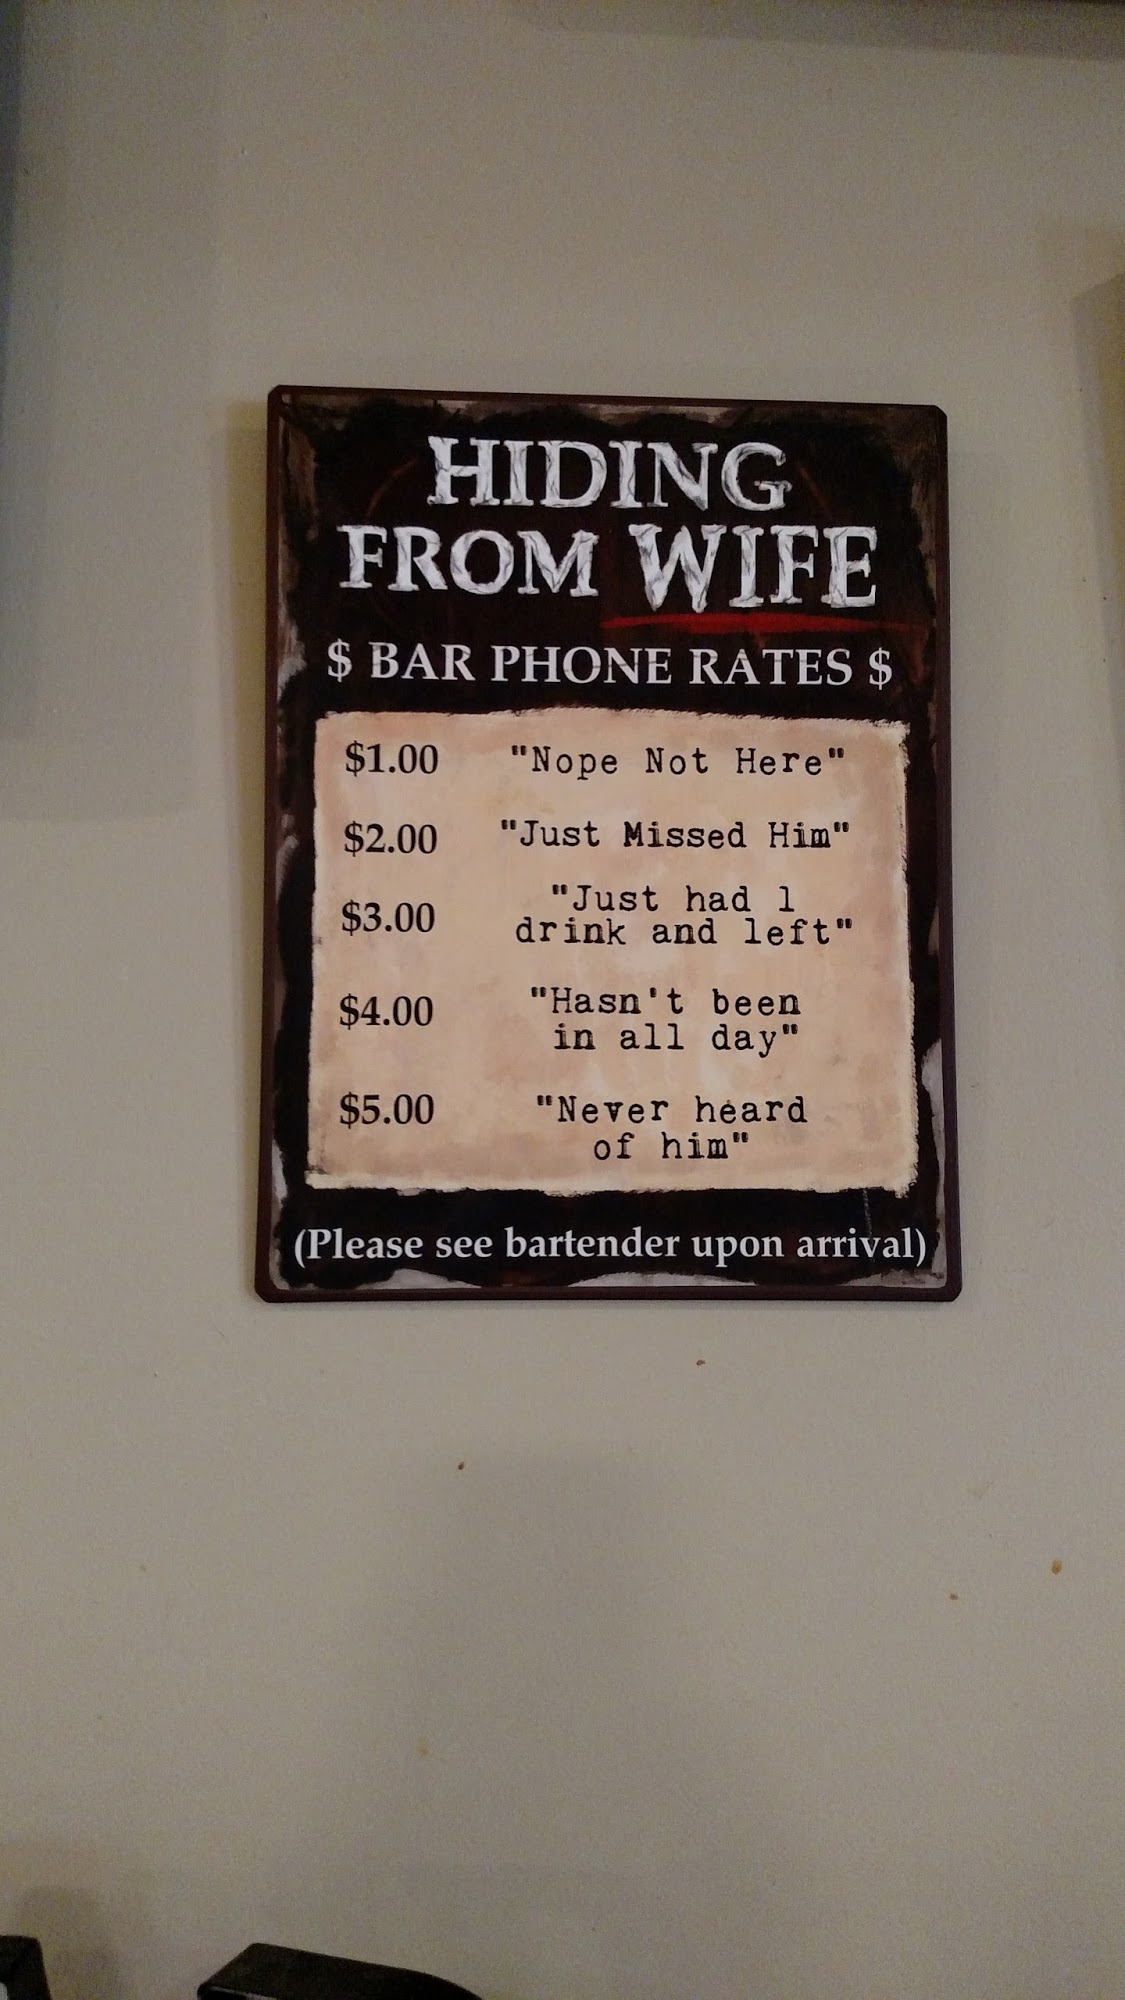 HIDING
FROM WIFE
$ BAR PHONE RATES $
$1.00 "Nope Not Here"
$2.00 "Just Missed Him"
$3.00 "Just had 1
drink and left"
$4.00 "Hasn't been
in all day"
$5.00 "Never heard
of him"
(Please see bartender upon arrival)